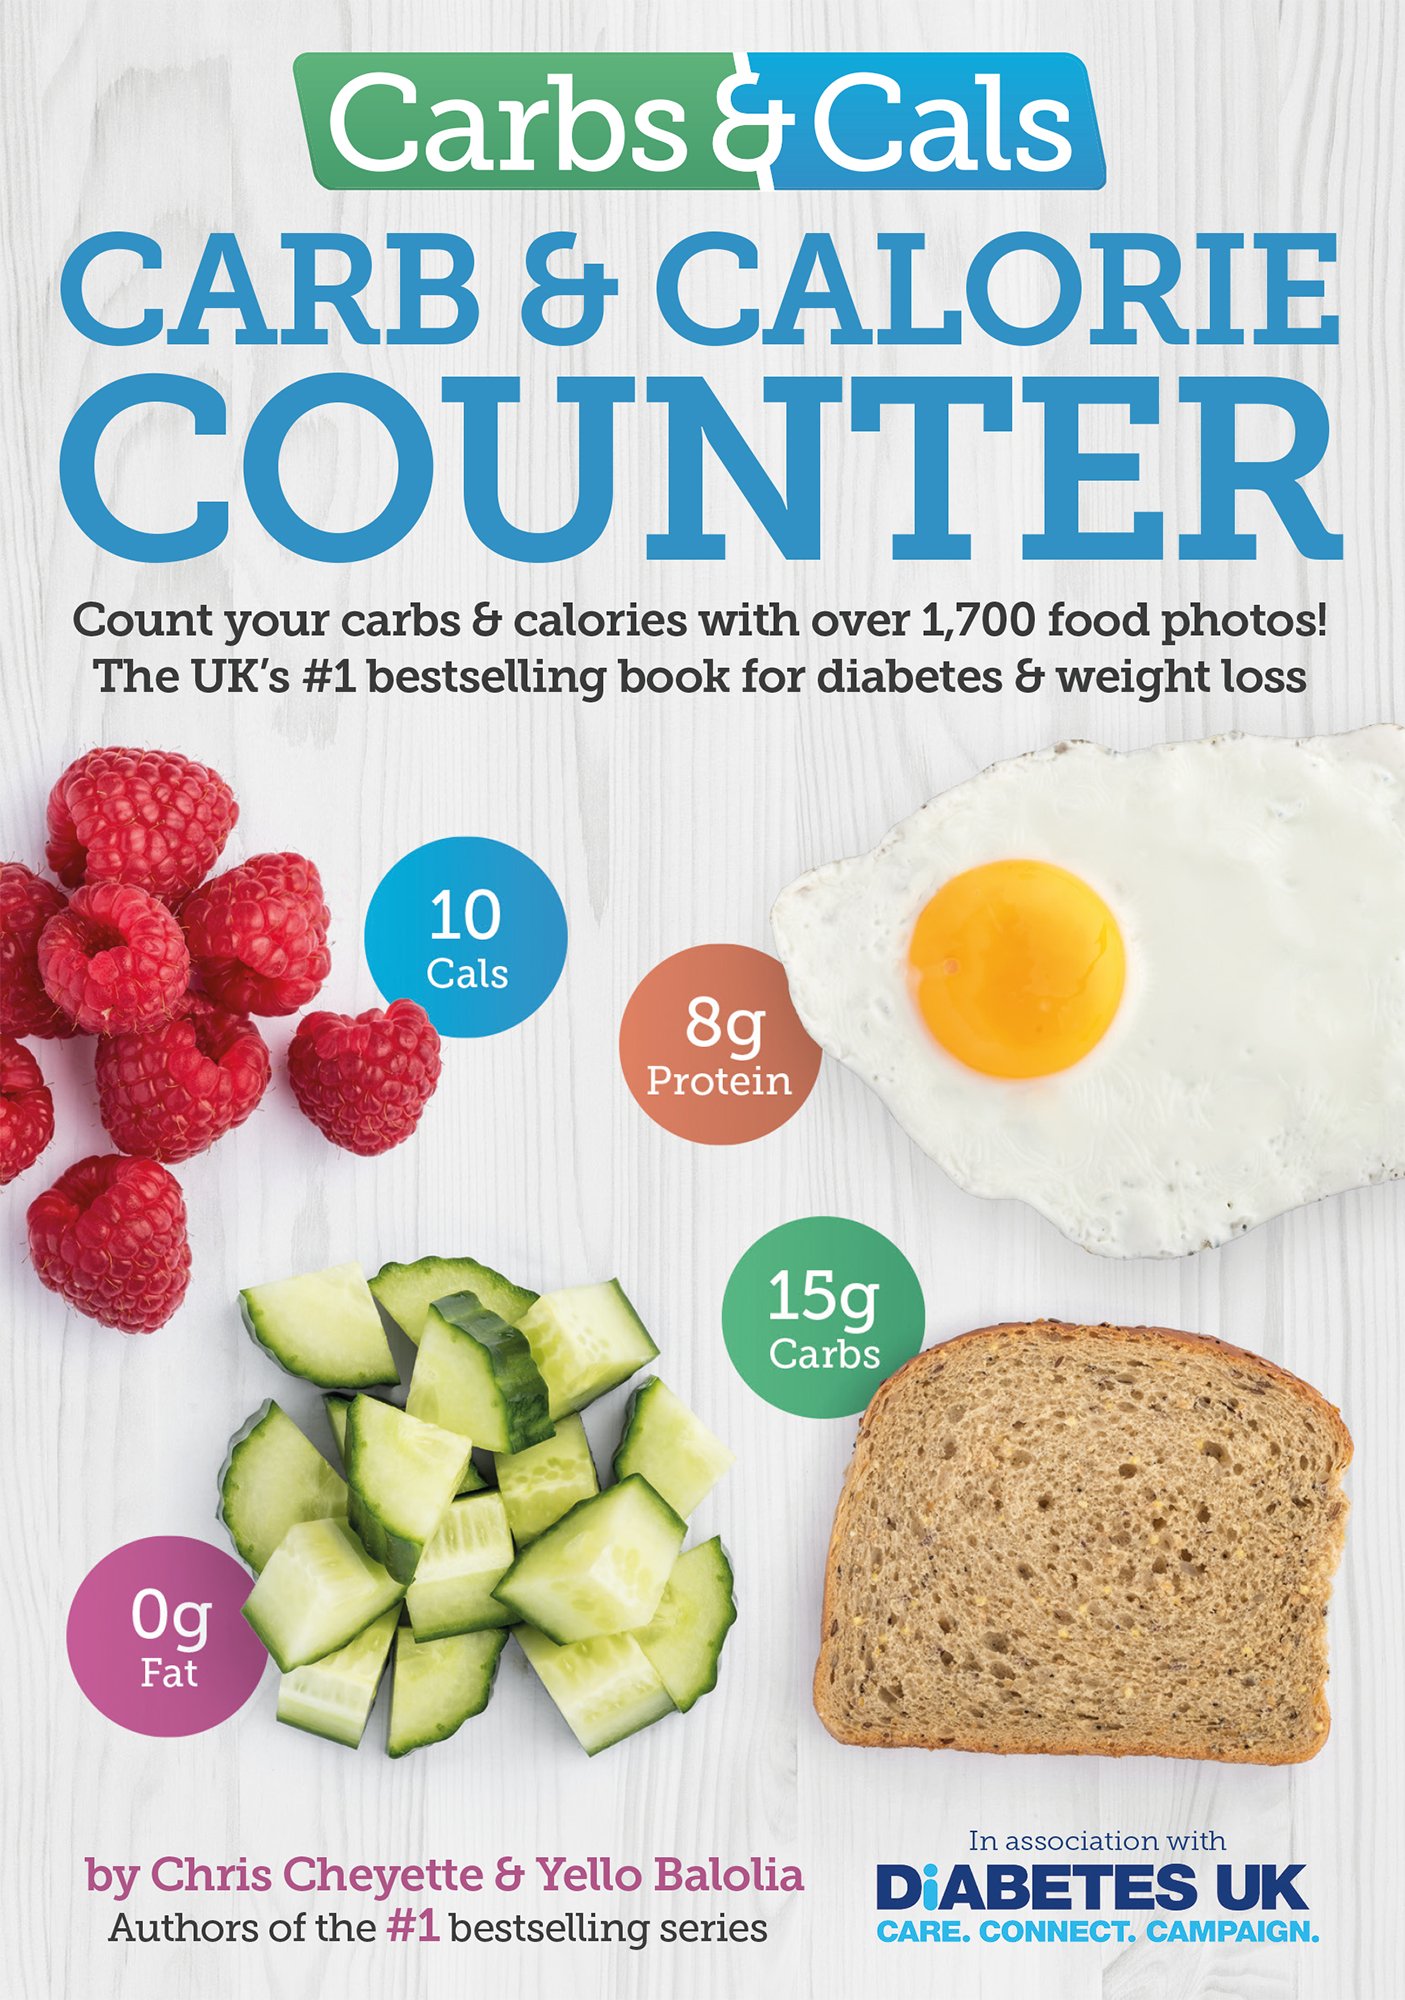 Carbs & Cals
CARB & CALORIE
COUNTER
Count your carbs & calories with over 1,700 food photos!
The UK's #1 bestselling book for diabetes & weight loss
10
Cals
8g
Protein
15g
Carbs
0g
Fat
by Chris Cheyette & Yello Balolia
Authors of the #1 bestselling series
In association with
DiABETES UK
CARE. CONNECT. CAMPAIGN.